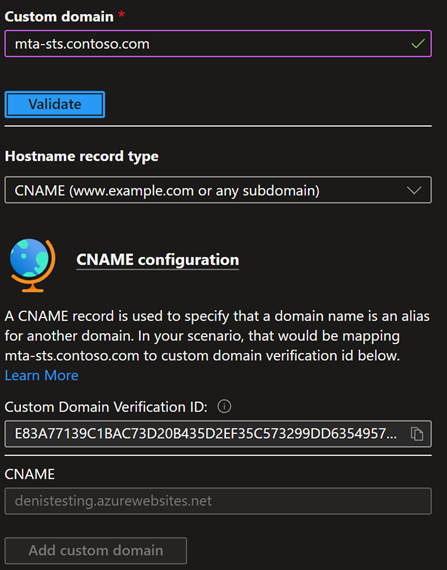 Custom domain *
mta-sts.contoso.com
Validate
Hostname record type
CNAME (www.example.com or any subdomain)
CNAME configuration
A CNAME record is used to specify that a domain name is an alias
for another domain. In your scenario, that would be mapping
mta-sts.contoso.com to custom domain verification id below.
Learn More
Custom Domain Verification ID:
E83A77139C1BAC73D20B435D2EF35C573299DD6354957...
CNAME
denistesting.azurewebsites.net
Add custom domain